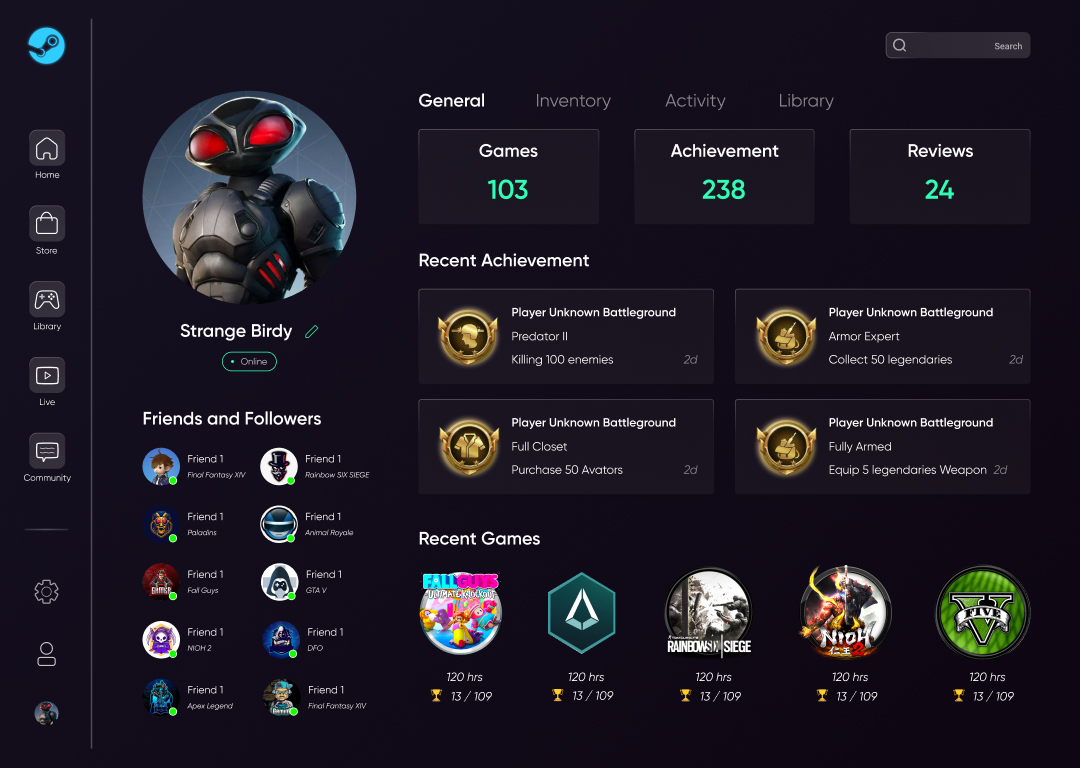 Search
Home
Store
Library
Live
Community
Strange Birdy
Online
Friends and Followers
Friend 1
Final Fantasy XIV
Friend 1
Rainbow SIX SIEGE
Friend 1
Paladins
Friend 1
Animal Royale
Friend 1
Fall Guys
Friend 1
GTA V
Friend 1
NIOH 2
Friend 1
DFO
Friend 1
Apex Legend
Friend 1
Final Fantasy XIV
General Inventory Activity Library
Games
103
Achievement
238
Reviews
24
Recent Achievement
Player Unknown Battleground
Predator II
Killing 100 enemies 2d
Player Unknown Battleground
Armor Expert
Collect 50 legendaries 2d
Player Unknown Battleground
Full Closet
Purchase 50 Avators 2d
Player Unknown Battleground
Fully Armed
Equip 5 legendaries Weapon 2d
Recent Games
FALL GUYS
ULTIMATE KNOCKOUT
120 hrs
13 / 109
120 hrs
13 / 109
RAINBOW SIX SIEGE
120 hrs
13 / 109
NIOH 2
仁王
120 hrs
13 / 109
V
FIVE
120 hrs
13 / 109